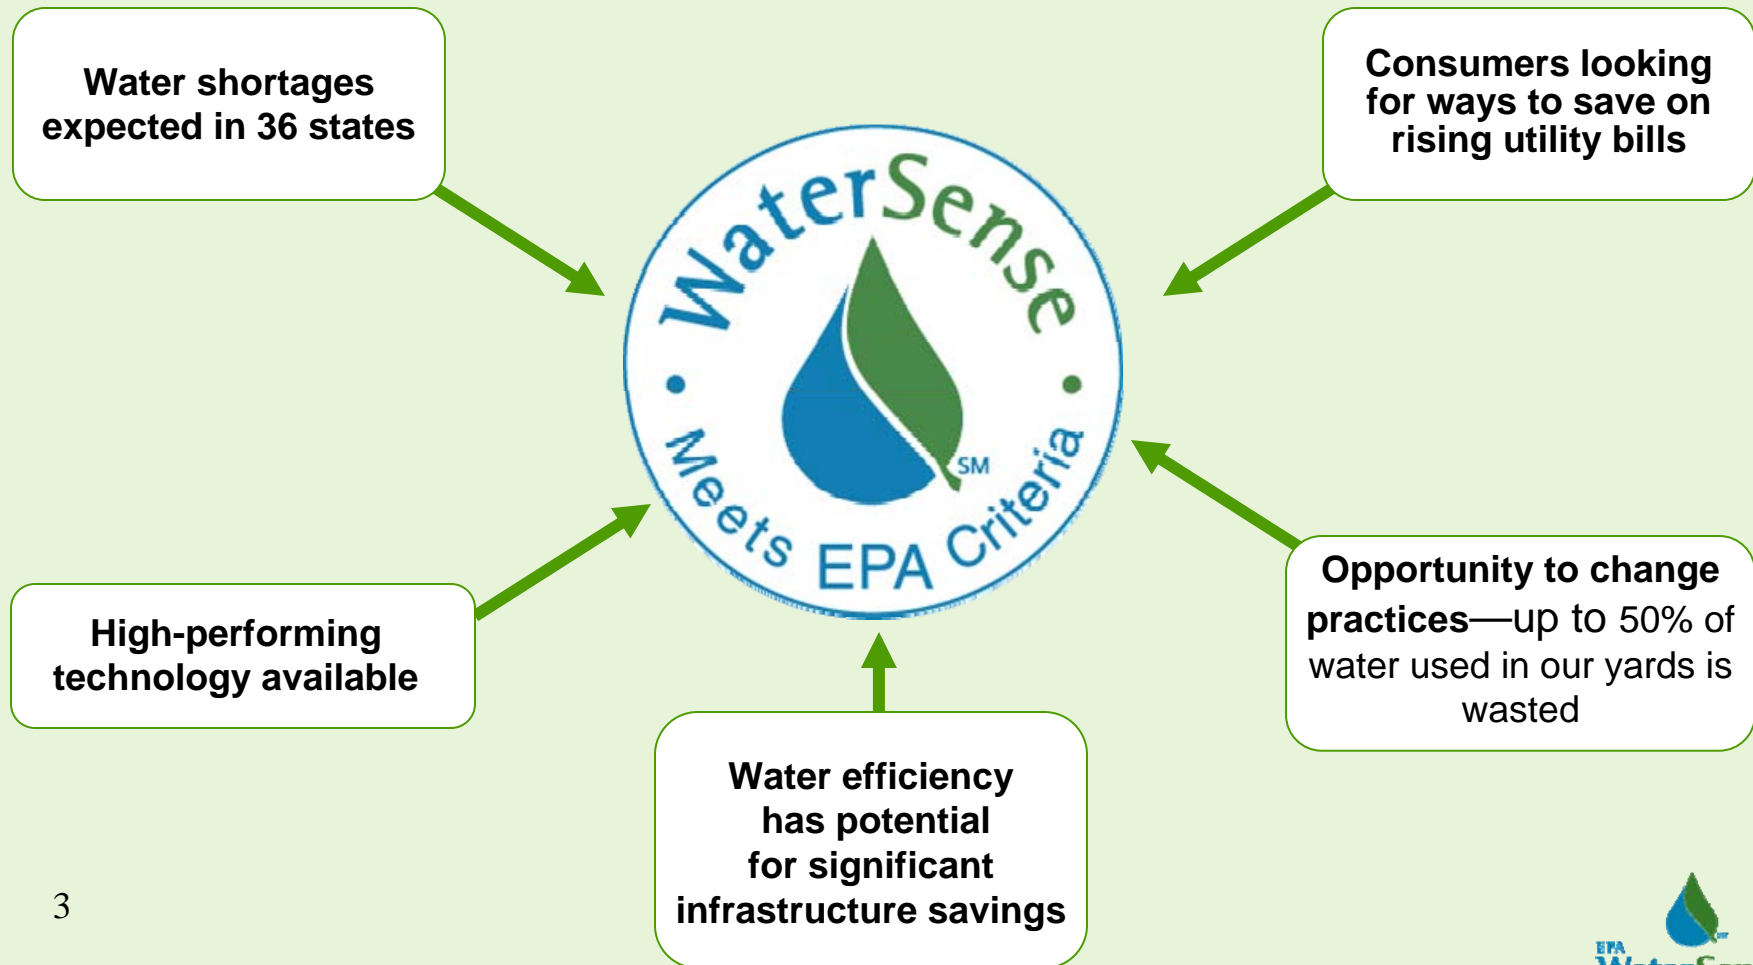 Water shortages
expected in 36 states
Consumers looking
for ways to save on
rising utility bills
WaterSense
SM
Meets EPA Criteria
High-performing
technology available
Opportunity to change
practices—up to 50% of
water used in our yards is
wasted
Water efficiency
has potential
for significant
infrastructure savings
3
EPA